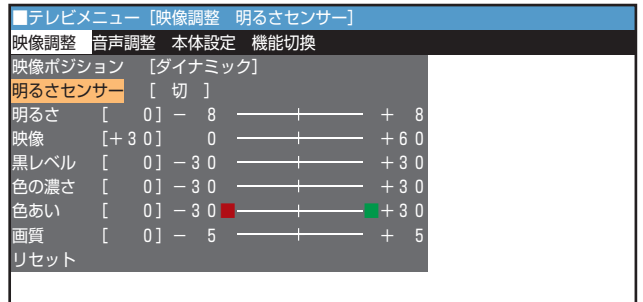 ■テレビメニュー［映像調整　明るさセンサー］
映像調整　音声調整　本体設定　機能切換
映像ポジション　［ダイナミック］
明るさセンサー　［　切　］
明るさ　［　　０］－　８　＋　８
映像　［＋３０］　０　＋６０
黒レベル　［　　０］－３０　＋３０
色の濃さ　［　　０］－３０　＋３０
色あい　［　　０］－３０　＋３０
画質　［　　０］－　５　＋　５
リセット